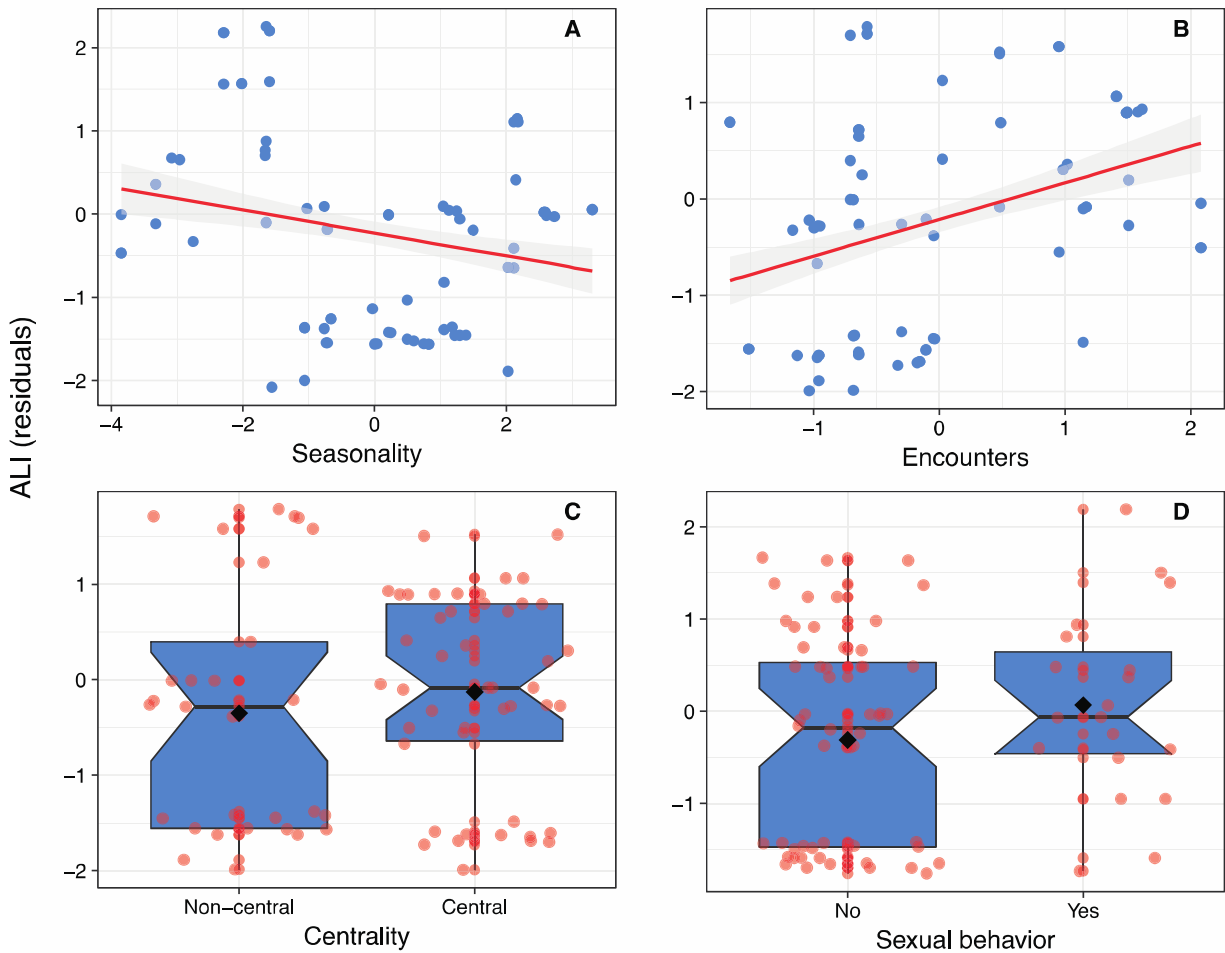 A
2
1
0
−1
−2
−4
−2
0
2
Seasonality
B
1
0
−1
−2
−1
0
1
2
Encounters
ALI (residuals)
C
1
0
−1
−2
Non−central
Central
Centrality
D
2
1
0
−1
No
Yes
Sexual behavior